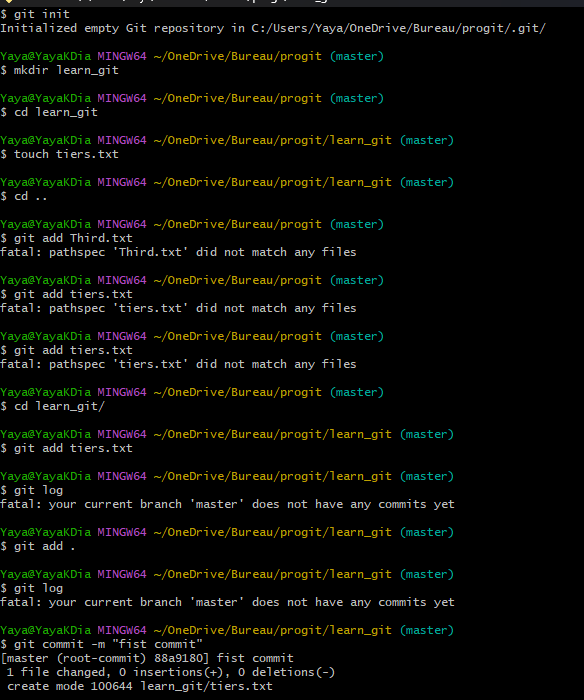 $ git init
Initialized empty Git repository in C:/Users/Yaya/OneDrive/Bureau/progit/.git/
Yaya@YayaKDia MINGW64 ~/OneDrive/Bureau/progit (master)
$ mkdir learn_git
Yaya@YayaKDia MINGW64 ~/OneDrive/Bureau/progit (master)
$ cd learn_git
Yaya@YayaKDia MINGW64 ~/OneDrive/Bureau/progit/learn_git (master)
$ touch tiers.txt
Yaya@YayaKDia MINGW64 ~/OneDrive/Bureau/progit/learn_git (master)
$ cd ..
Yaya@YayaKDia MINGW64 ~/OneDrive/Bureau/progit (master)
$ git add Third.txt
fatal: pathspec 'Third.txt' did not match any files
Yaya@YayaKDia MINGW64 ~/OneDrive/Bureau/progit (master)
$ git add tiers.txt
fatal: pathspec 'tiers.txt' did not match any files
Yaya@YayaKDia MINGW64 ~/OneDrive/Bureau/progit (master)
$ git add tiers.txt
fatal: pathspec 'tiers.txt' did not match any files
Yaya@YayaKDia MINGW64 ~/OneDrive/Bureau/progit (master)
$ cd learn_git/
Yaya@YayaKDia MINGW64 ~/OneDrive/Bureau/progit/learn_git (master)
$ git add tiers.txt
Yaya@YayaKDia MINGW64 ~/OneDrive/Bureau/progit/learn_git (master)
$ git log
fatal: your current branch 'master' does not have any commits yet
Yaya@YayaKDia MINGW64 ~/OneDrive/Bureau/progit/learn_git (master)
$ git add .
Yaya@YayaKDia MINGW64 ~/OneDrive/Bureau/progit/learn_git (master)
$ git log
fatal: your current branch 'master' does not have any commits yet
Yaya@YayaKDia MINGW64 ~/OneDrive/Bureau/progit/learn_git (master)
$ git commit -m "fist commit"
[master (root-commit) 88a9180] fist commit
1 file changed, 0 insertions(+), 0 deletions(-)
create mode 100644 learn_git/tiers.txt